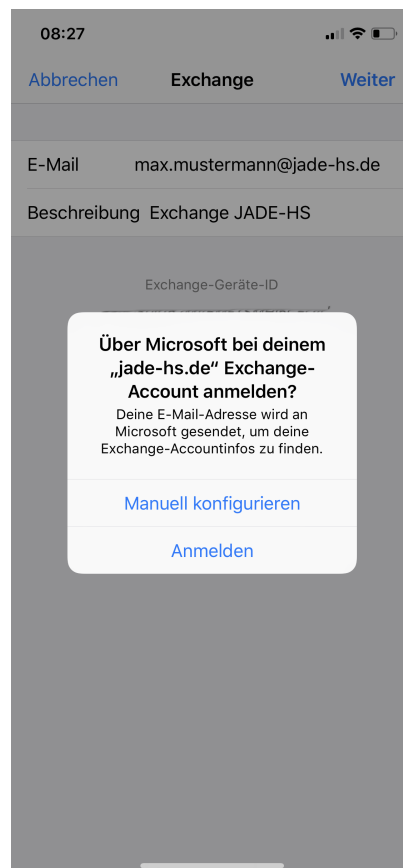 08:27
Abbrechen Exchange Weiter
E-Mail max.mustermann@jade-hs.de
Beschreibung Exchange JADE-HS
Exchange-Geräte-ID
Über Microsoft bei deinem
„jade-hs.de“ Exchange-
Account anmelden?
Deine E-Mail-Adresse wird an
Microsoft gesendet, um deine
Exchange-Accountinfos zu finden.
Manuell konfigurieren
Anmelden